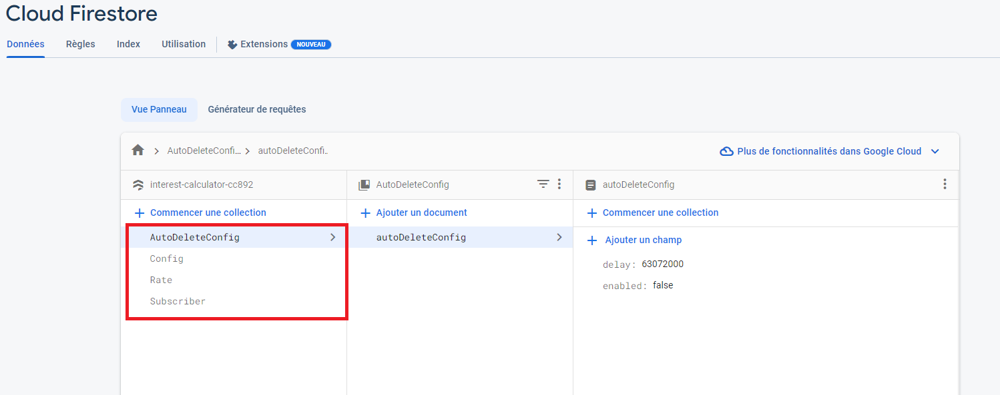 Cloud Firestore
Données Règles Index Utilisation Extensions NOUVEAU
Vue Panneau Générateur de requêtes
AutoDeleteConfi... autoDeleteConfi.. Plus de fonctionnalités dans Google Cloud
interest-calculator-cc892 AutoDeleteConfig autoDeleteConfig
Commencer une collection Ajouter un document Commencer une collection
AutoDeleteConfig autoDeleteConfig Ajouter un champ
Config delay: 63072000
Rate enabled: false
Subscriber